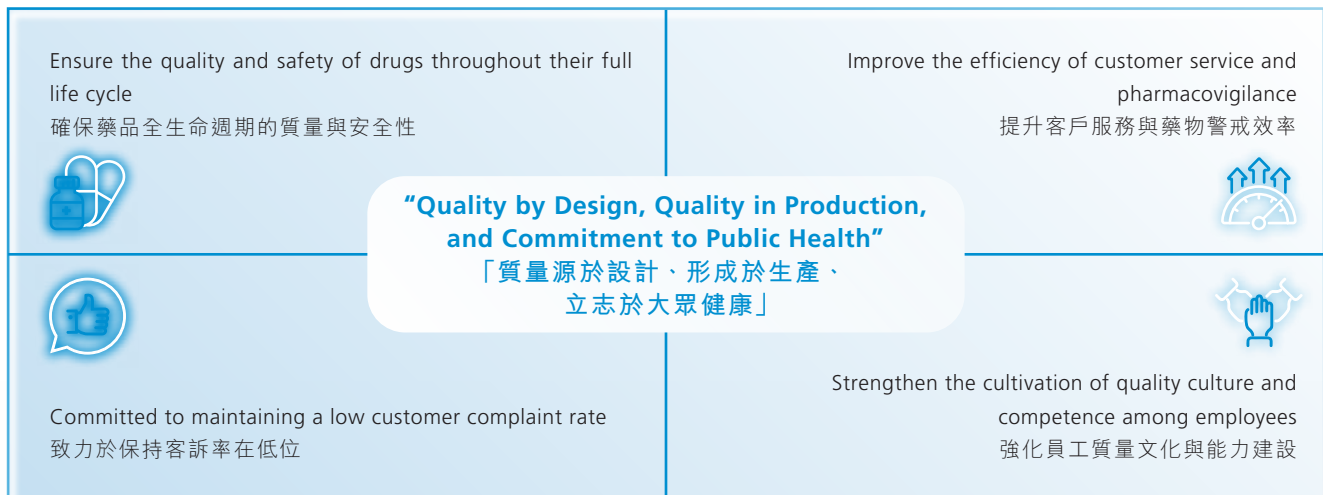 Ensure the quality and safety of drugs throughout their full
life cycle
確保藥品全生命週期的質量與安全性
Improve the efficiency of customer service and
pharmacovigilance
提升客戶服務與藥物警戒效率
“Quality by Design, Quality in Production,
and Commitment to Public Health”
「質量源於設計、形成於生產、
立志於大眾健康」
Committed to maintaining a low customer complaint rate
致力於保持客訴率在低位
Strengthen the cultivation of quality culture and
competence among employees
強化員工質量文化與能力建設